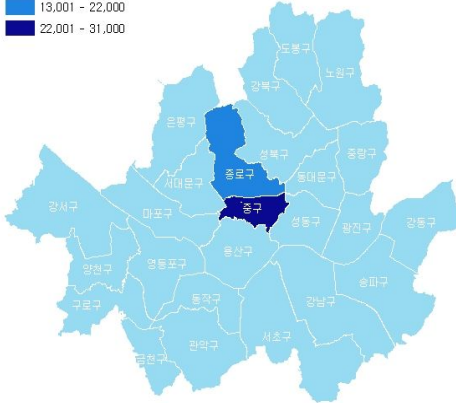 13,001 - 22,000
22,001 - 31,000
도봉구
노원구
강북구
은평구
성북구
중랑구
종로구
동대문구
서대문구
강서구
마포구
중구
성동구
광진구
강동구
용산구
양천구
영등포구
송파구
구로구
동작구
강남구
금천구
관악구
서초구